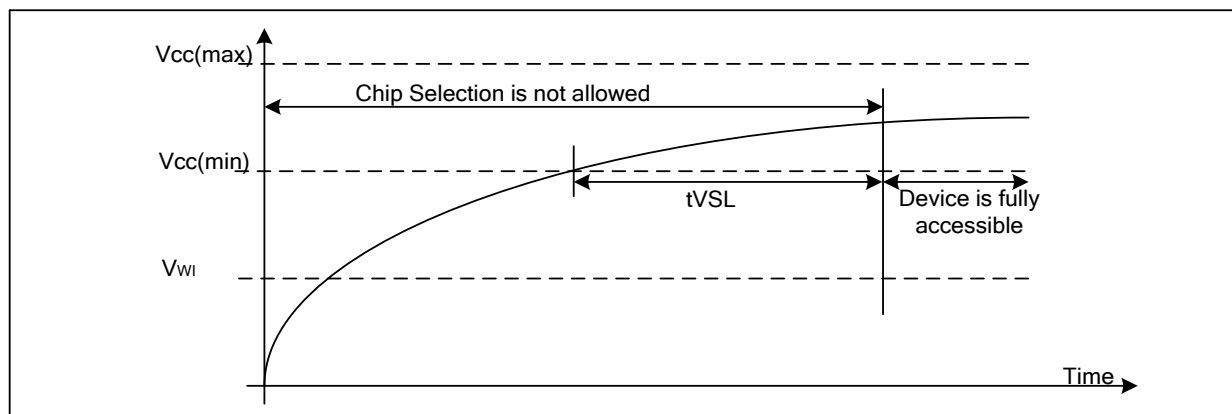 Vcc(max)
Chip Selection is not allowed
Vcc(min)
tVSL
Device is fully
accessible
VWI
Time